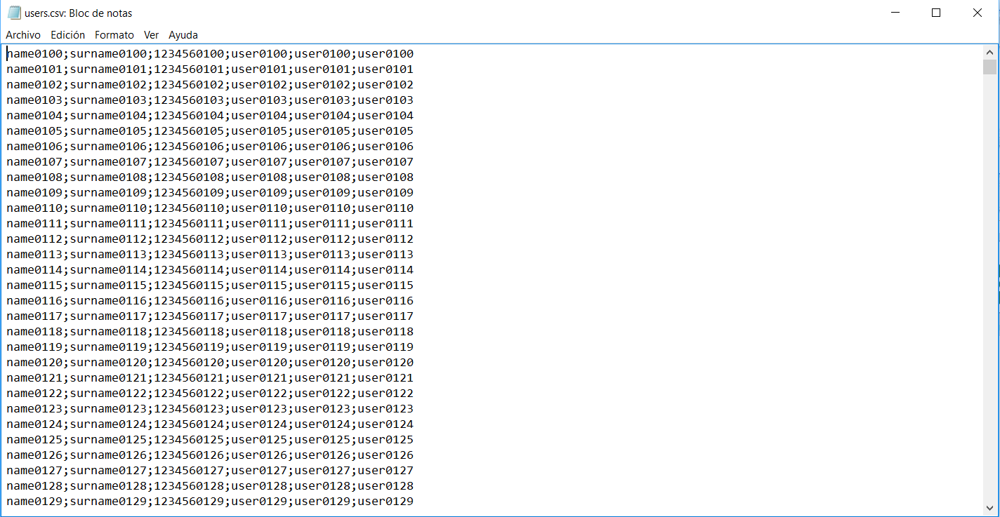 users.csv: Bloc de notas
Archivo Edición Formato Ver Ayuda
name0100;surname0100;1234560100;user0100;user0100;user0100
name0101;surname0101;1234560101;user0101;user0101;user0101
name0102;surname0102;1234560102;user0102;user0102;user0102
name0103;surname0103;1234560103;user0103;user0103;user0103
name0104;surname0104;1234560104;user0104;user0104;user0104
name0105;surname0105;1234560105;user0105;user0105;user0105
name0106;surname0106;1234560106;user0106;user0106;user0106
name0107;surname0107;1234560107;user0107;user0107;user0107
name0108;surname0108;1234560108;user0108;user0108;user0108
name0109;surname0109;1234560109;user0109;user0109;user0109
name0110;surname0110;1234560110;user0110;user0110;user0110
name0111;surname0111;1234560111;user0111;user0111;user0111
name0112;surname0112;1234560112;user0112;user0112;user0112
name0113;surname0113;1234560113;user0113;user0113;user0113
name0114;surname0114;1234560114;user0114;user0114;user0114
name0115;surname0115;1234560115;user0115;user0115;user0115
name0116;surname0116;1234560116;user0116;user0116;user0116
name0117;surname0117;1234560117;user0117;user0117;user0117
name0118;surname0118;1234560118;user0118;user0118;user0118
name0119;surname0119;1234560119;user0119;user0119;user0119
name0120;surname0120;1234560120;user0120;user0120;user0120
name0121;surname0121;1234560121;user0121;user0121;user0121
name0122;surname0122;1234560122;user0122;user0122;user0122
name0123;surname0123;1234560123;user0123;user0123;user0123
name0124;surname0124;1234560124;user0124;user0124;user0124
name0125;surname0125;1234560125;user0125;user0125;user0125
name0126;surname0126;1234560126;user0126;user0126;user0126
name0127;surname0127;1234560127;user0127;user0127;user0127
name0128;surname0128;1234560128;user0128;user0128;user0128
name0129;surname0129;1234560129;user0129;user0129;user0129